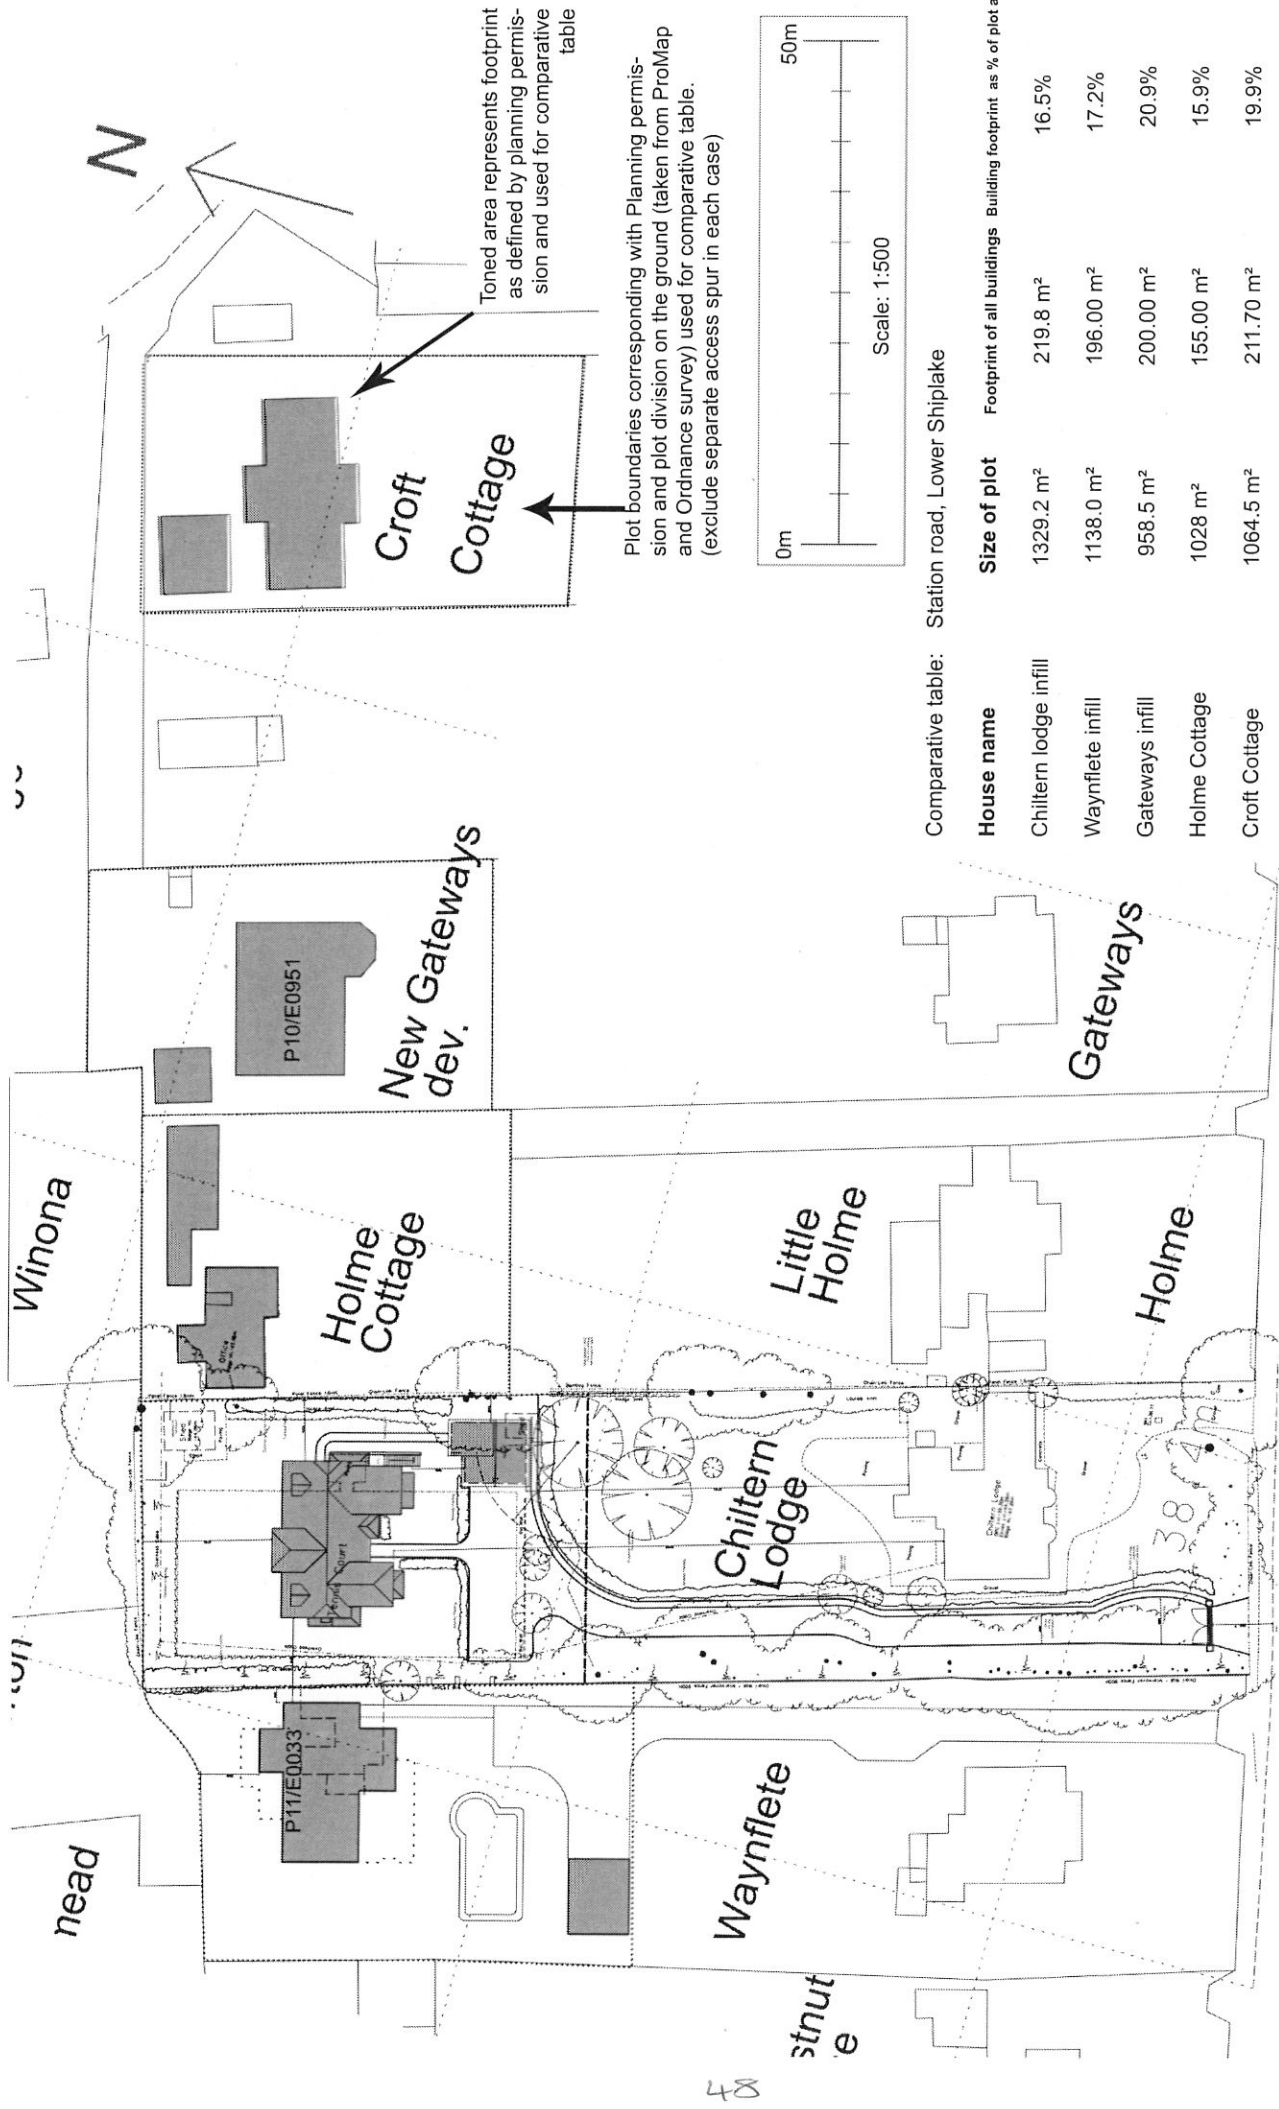 N
Toned area represents footprint
as defined by planning permis-
sion and used for comparative
table
Plot boundaries corresponding with Planning permis-
sion and plot division on the ground (taken from ProMap
and Ordnance survey) used for comparative table.
(exclude separate access spur in each case)
0m
50m
Scale: 1:500
Comparative table: Station road, Lower Shiplake
House name Size of plot Footprint of all buildings Building footprint as % of plot a
Chiltern lodge infill 1329.2 m² 219.8 m² 16.5%
Waynflete infill 1138.0 m² 196.00 m² 17.2%
Gateways infill 958.5 m² 200.00 m² 20.9%
Holme Cottage 1028 m² 155.00 m² 15.9%
Croft Cottage 1064.5 m² 211.70 m² 19.9%
Croft
Cottage
P10/E0951
New Gateways
dev.
Gateways
Winona
Office
Holme
Cottage
Little
Holme
Holme
Shed
Chiltern
Lodge
Chiltern Lodge
38
4m
P11/E0033
nead
Waynflete
stnut
e
48